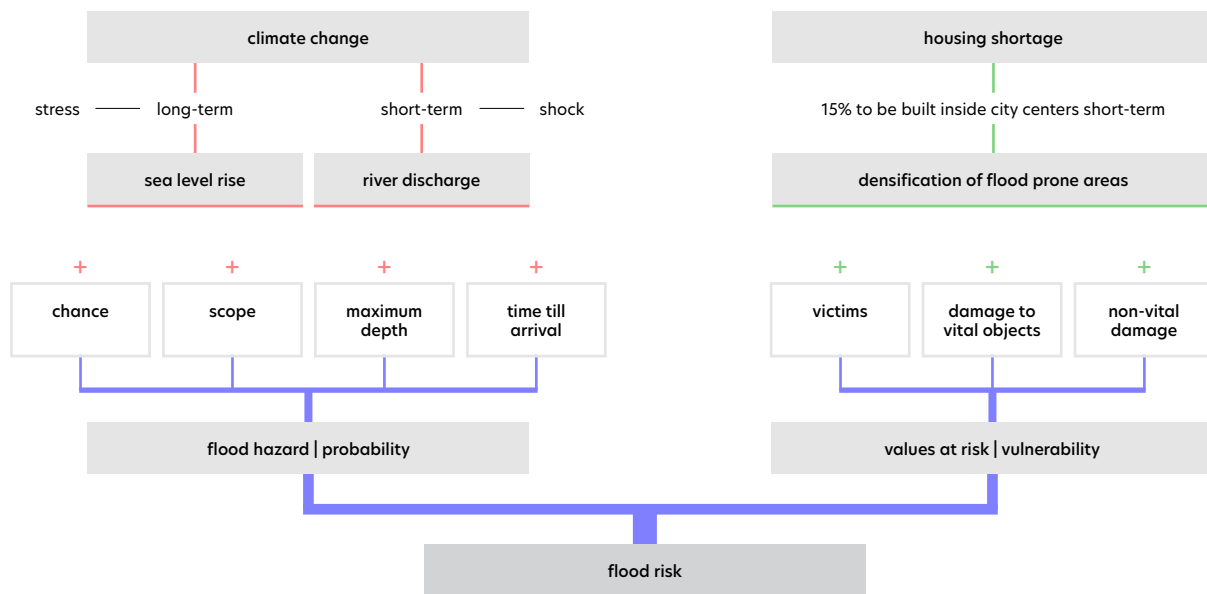 climate change
housing shortage
stress
long-term
short-term
shock
15% to be built inside city centers short-term
sea level rise
river discharge
densification of flood prone areas
+
+
+
+
+
+
+
chance
scope
maximum
depth
time till
arrival
victims
damage to
vital objects
non-vital
damage
flood hazard | probability
values at risk | vulnerability
flood risk